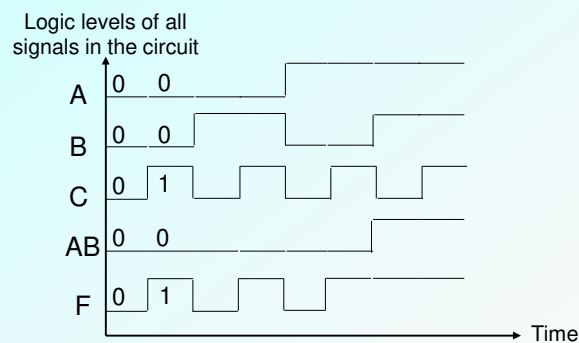 Logic levels of all
signals in the circuit
A 0 0
B 0 0
C 0 1
AB 0 0
F 0 1
Time